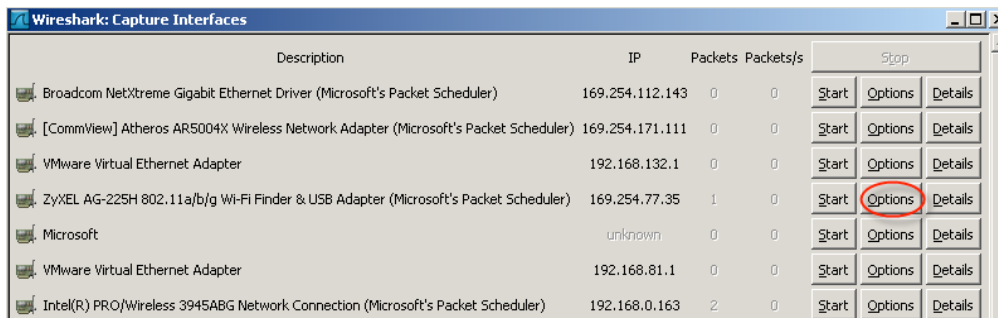 Wireshark: Capture Interfaces
Description IP Packets Packets/s Stop
Broadcom NetXtreme Gigabit Ethernet Driver (Microsoft's Packet Scheduler) 169.254.112.143 0 0 Start Options Details
[CommView] Atheros AR5004X Wireless Network Adapter (Microsoft's Packet Scheduler) 169.254.171.111 0 0 Start Options Details
VMware Virtual Ethernet Adapter 192.168.132.1 0 0 Start Options Details
ZyXEL AG-225H 802.11a/b/g Wi-Fi Finder & USB Adapter (Microsoft's Packet Scheduler) 169.254.77.35 1 0 Start Options Details
Microsoft unknown 0 0 Start Options Details
VMware Virtual Ethernet Adapter 192.168.81.1 0 0 Start Options Details
Intel(R) PRO/Wireless 3945ABG Network Connection (Microsoft's Packet Scheduler) 192.168.0.163 2 0 Start Options Details